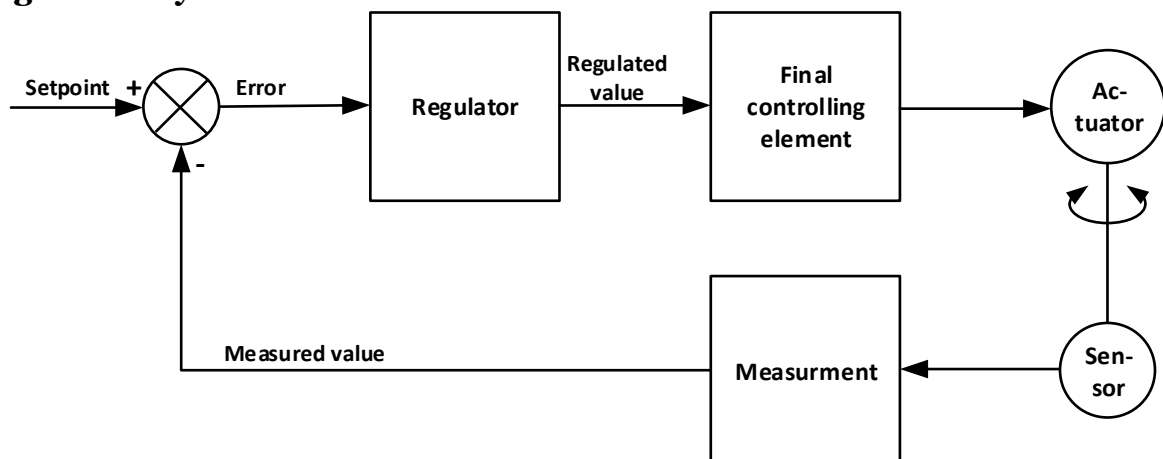 Setpoint
+
-
Error
Regulator
Regulated
value
Final
controlling
element
Ac-
tuator
Measured value
Measurment
Sen-
sor